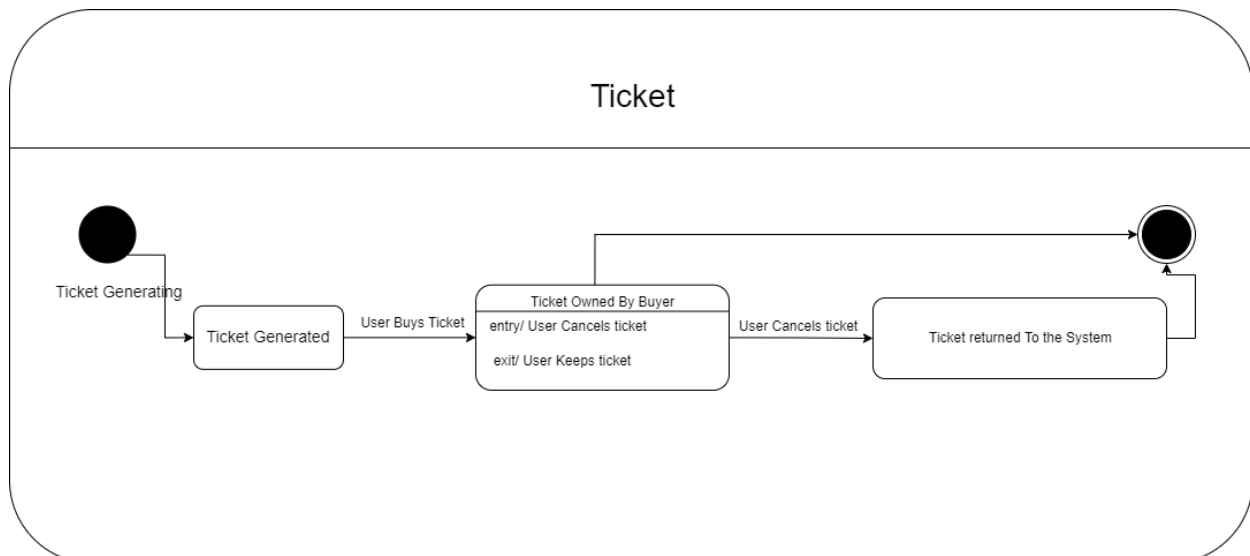 Ticket
Ticket Generating
Ticket Generated
User Buys Ticket
Ticket Owned By Buyer
entry/ User Cancels ticket
exit/ User Keeps ticket
User Cancels ticket
Ticket returned To the System